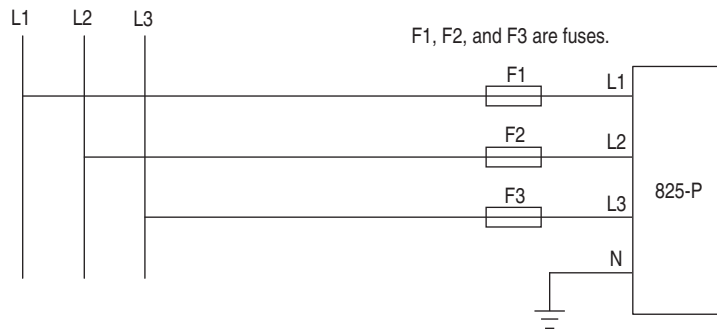 L1 L2 L3
F1, F2, and F3 are fuses.
F1 L1
F2 L2
825-P
F3 L3
N